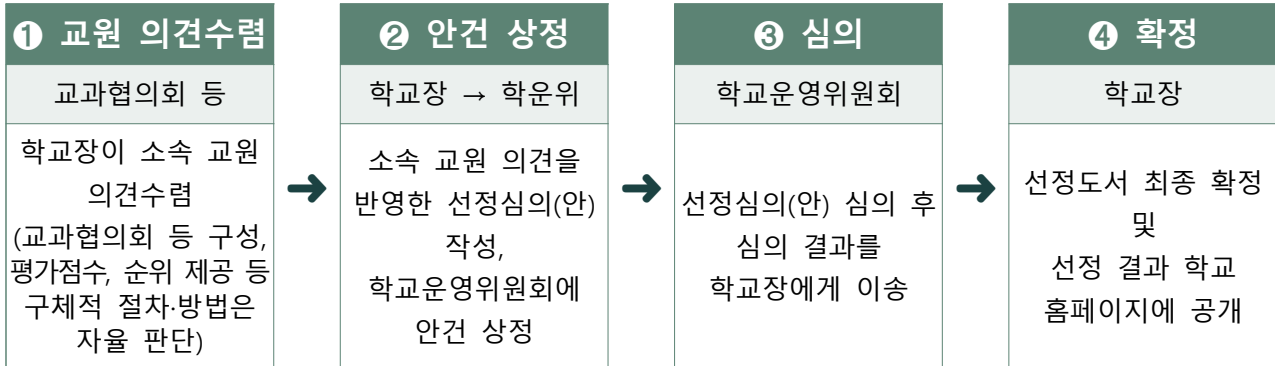 ❶ 교원 의견수렴
교과협의회 등
학교장이 소속 교원
의견수렴
(교과협의회 등 구성,
평가점수, 순위 제공 등
구체적 절차·방법은
자율 판단)
➜
❷ 안건 상정
학교장 → 학운위
소속 교원 의견을
반영한 선정심의(안)
작성,
학교운영위원회에
안건 상정
➜
❸ 심의
학교운영위원회
선정심의(안) 심의 후
심의 결과를
학교장에게 이송
➜
❹ 확정
학교장
선정도서 최종 확정
및
선정 결과 학교
홈페이지에 공개